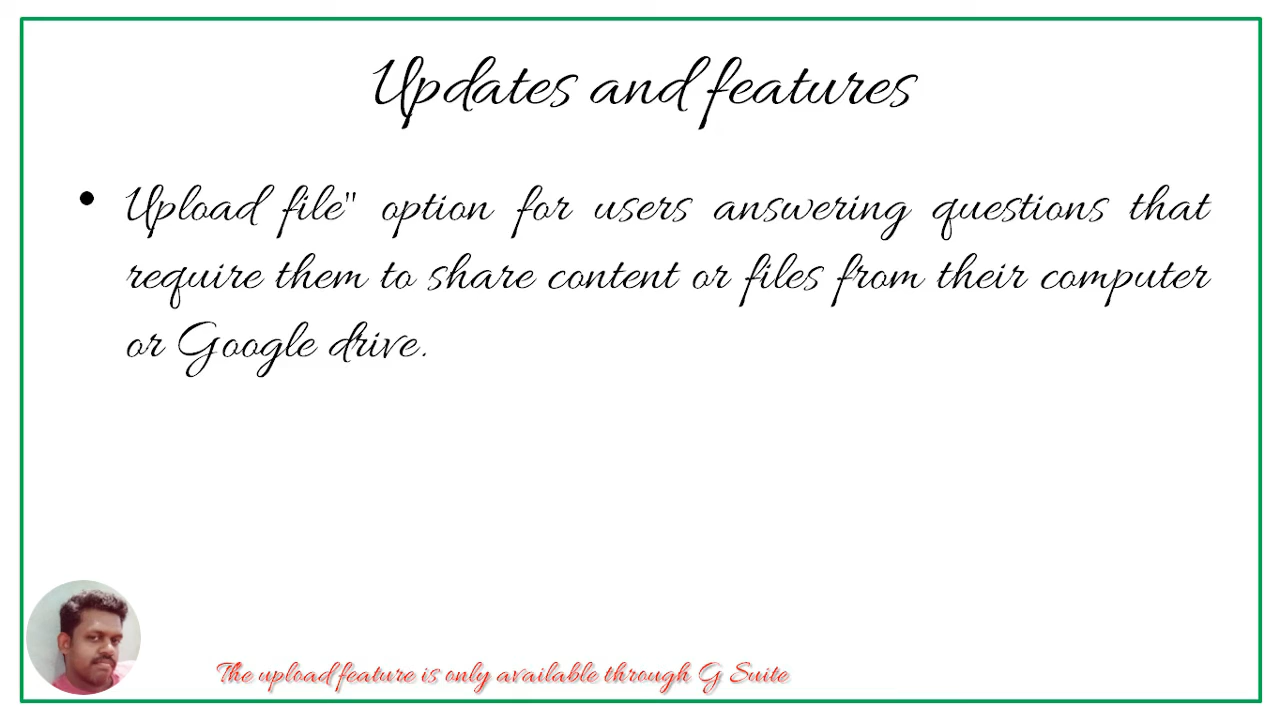 Updates and features
• Upload file" option for users answering questions that
require them to share content or files from their computer
or Google drive.
The upload feature is only available through G Suite